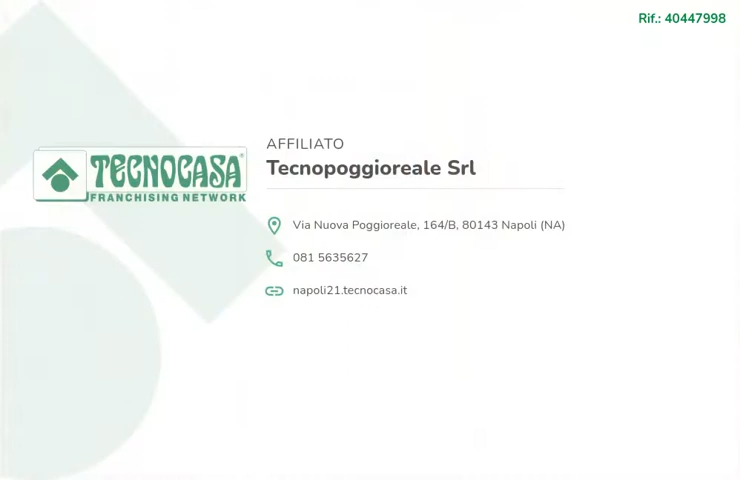 Rif.: 40447998
AFFILIATO
Tecnopoggioreale Srl
TECNOCASA®
FRANCHISING NETWORK
Via Nuova Poggioreale, 164/B, 80143 Napoli (NA)
081 5635627
napoli21.tecnocasa.it